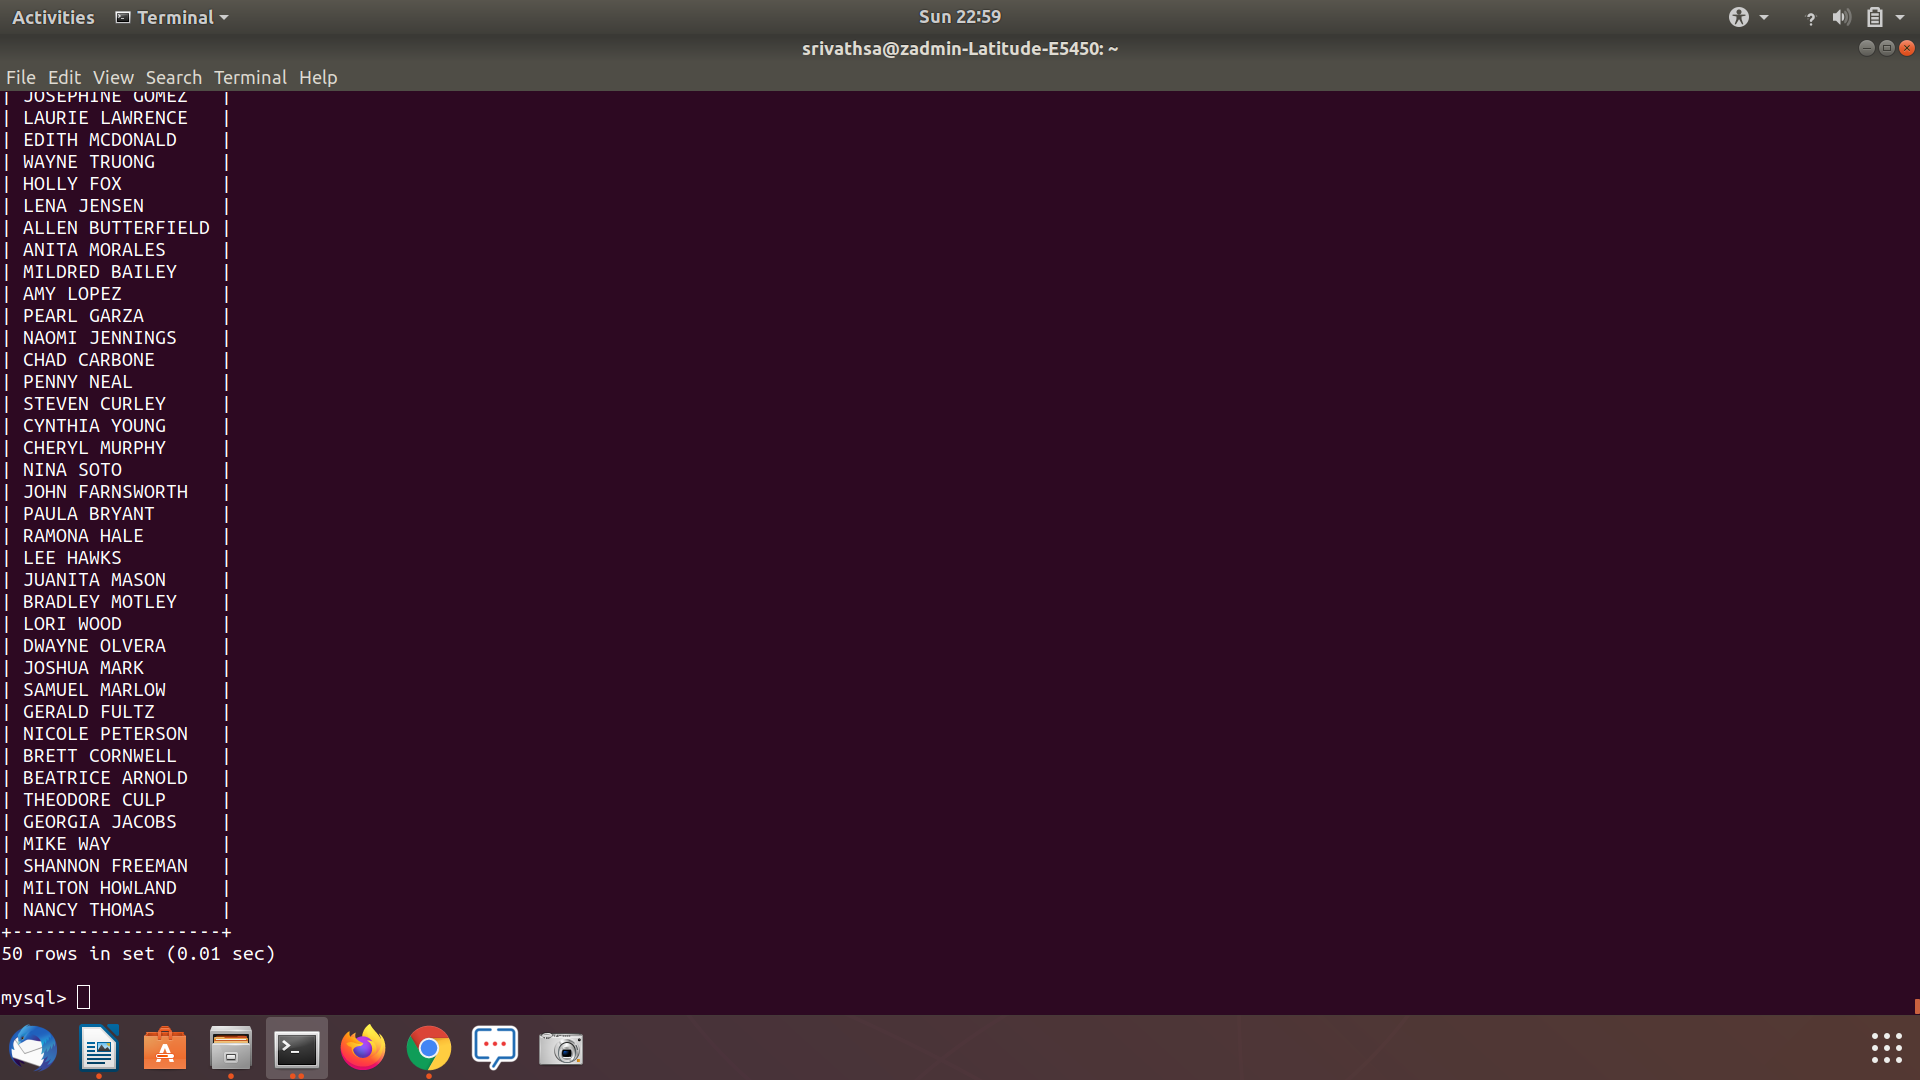 Activities Terminal Sun 22:59
srivathsa@zadmin-Latitude-E5450: ~
File Edit View Search Terminal Help
| JOSEPHINE GOMEZ   |
| LAURIE LAWRENCE   |
| EDITH MCDONALD    |
| WAYNE TRUONG      |
| HOLLY FOX         |
| LENA JENSEN       |
| ALLEN BUTTERFIELD |
| ANITA MORALES     |
| MILDRED BAILEY    |
| AMY LOPEZ         |
| PEARL GARZA       |
| NAOMI JENNINGS    |
| CHAD CARBONE      |
| PENNY NEAL        |
| STEVEN CURLEY     |
| CYNTHIA YOUNG     |
| CHERYL MURPHY     |
| NINA SOTO         |
| JOHN FARNSWORTH   |
| PAULA BRYANT      |
| RAMONA HALE       |
| LEE HAWKS         |
| JUANITA MASON     |
| BRADLEY MOTLEY    |
| LORI WOOD         |
| DWAYNE OLVERA     |
| JOSHUA MARK       |
| SAMUEL MARLOW     |
| GERALD FULTZ      |
| NICOLE PETERSON   |
| BRETT CORNWELL    |
| BEATRICE ARNOLD   |
| THEODORE CULP     |
| GEORGIA JACOBS    |
| MIKE WAY          |
| SHANNON FREEMAN   |
| MILTON HOWLAND    |
| NANCY THOMAS      |
+-------------------+
50 rows in set (0.01 sec)
mysql>